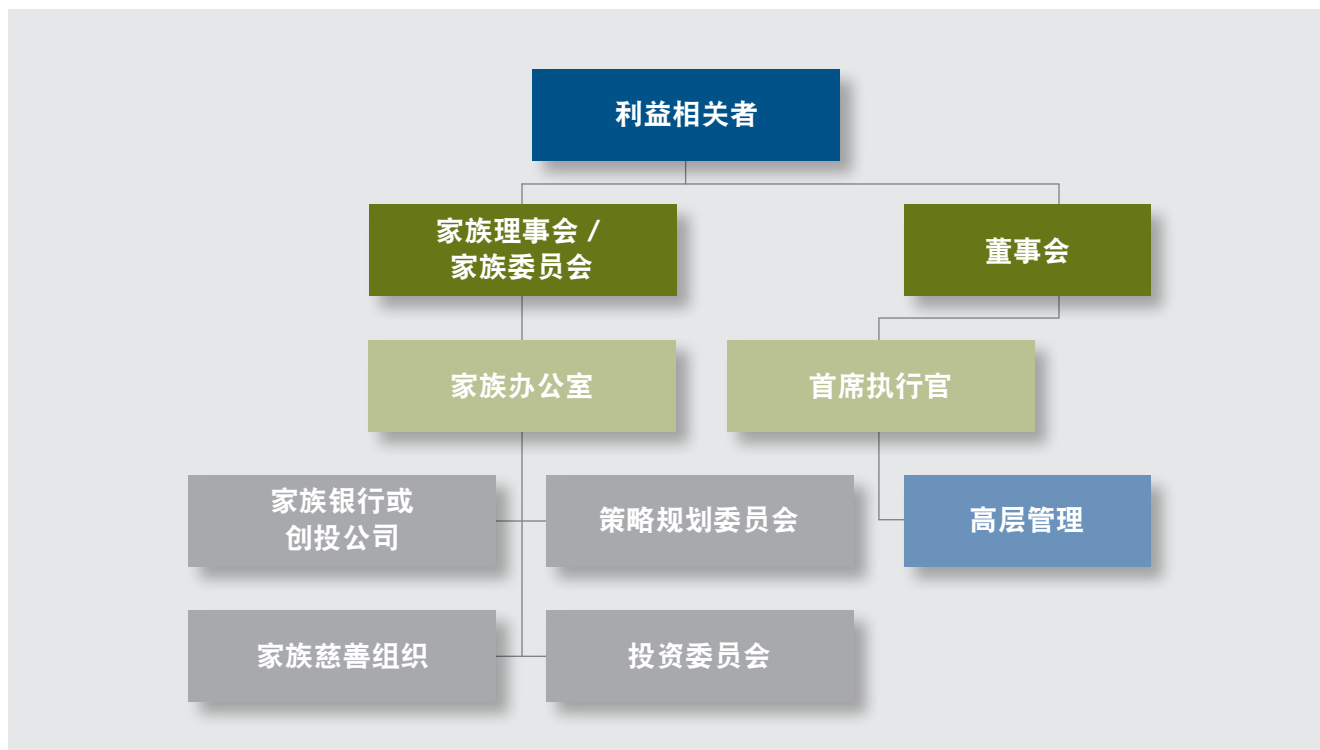 利益相关者
家族理事会 /
家族委员会
董事会
家族办公室
首席执行官
家族银行或
创投公司
策略规划委员会
高层管理
家族慈善组织
投资委员会